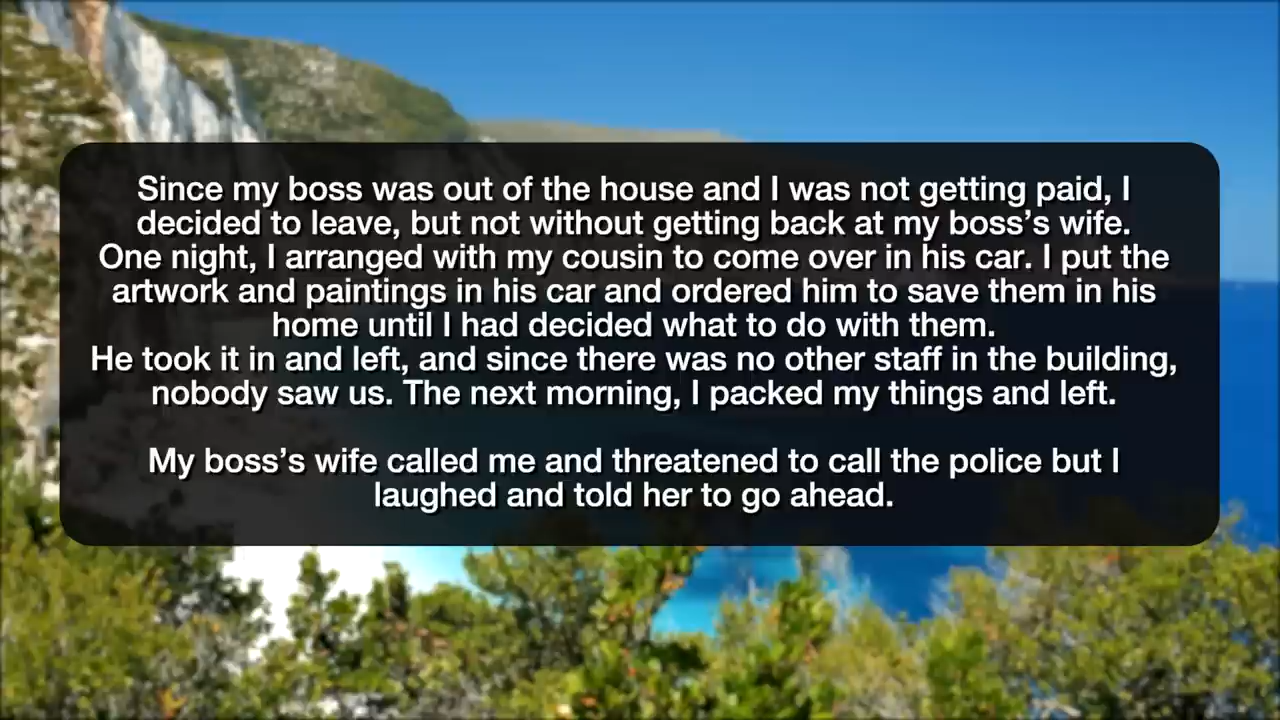 Since my boss was out of the house and I was not getting paid, I
decided to leave, but not without getting back at my boss’s wife.
One night, I arranged with my cousin to come over in his car. I put the
artwork and paintings in his car and ordered him to save them in his
home until I had decided what to do with them.
He took it in and left, and since there was no other staff in the building,
nobody saw us. The next morning, I packed my things and left.
My boss’s wife called me and threatened to call the police but I
laughed and told her to go ahead.